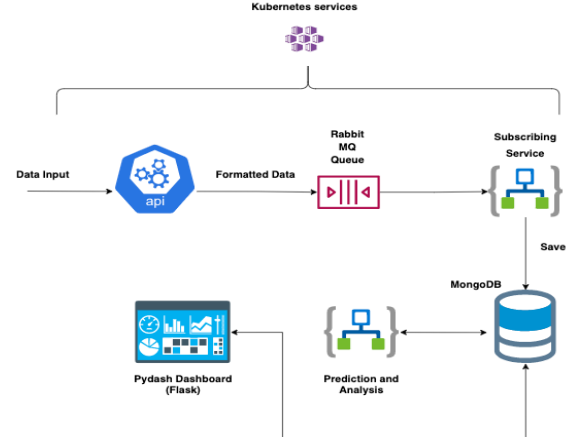 Kubernetes services
Rabbit
MQ
Queue
Subscribing
Service
Data Input
Formatted Data
api
Save
MongoDB
Pydash Dashboard
(Flask)
Prediction and
Analysis